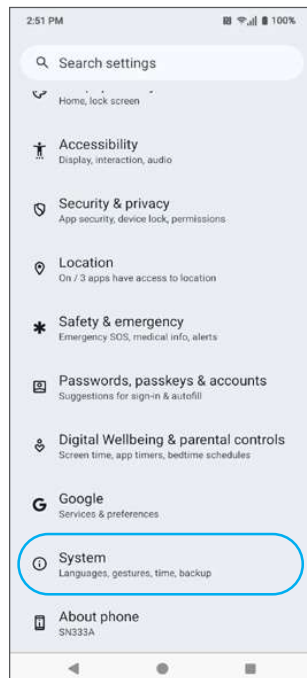 2:51 PM 100%
Search settings
Home, lock screen
Accessibility
Display, interaction, audio
Security & privacy
App security, device lock, permissions
Location
On / 3 apps have access to location
Safety & emergency
Emergency SOS, medical info, alerts
Passwords, passkeys & accounts
Suggestions for sign-in & autofill
Digital Wellbeing & parental controls
Screen time, app timers, bedtime schedules
Google
Services & preferences
System
Languages, gestures, time, backup
About phone
SN333A